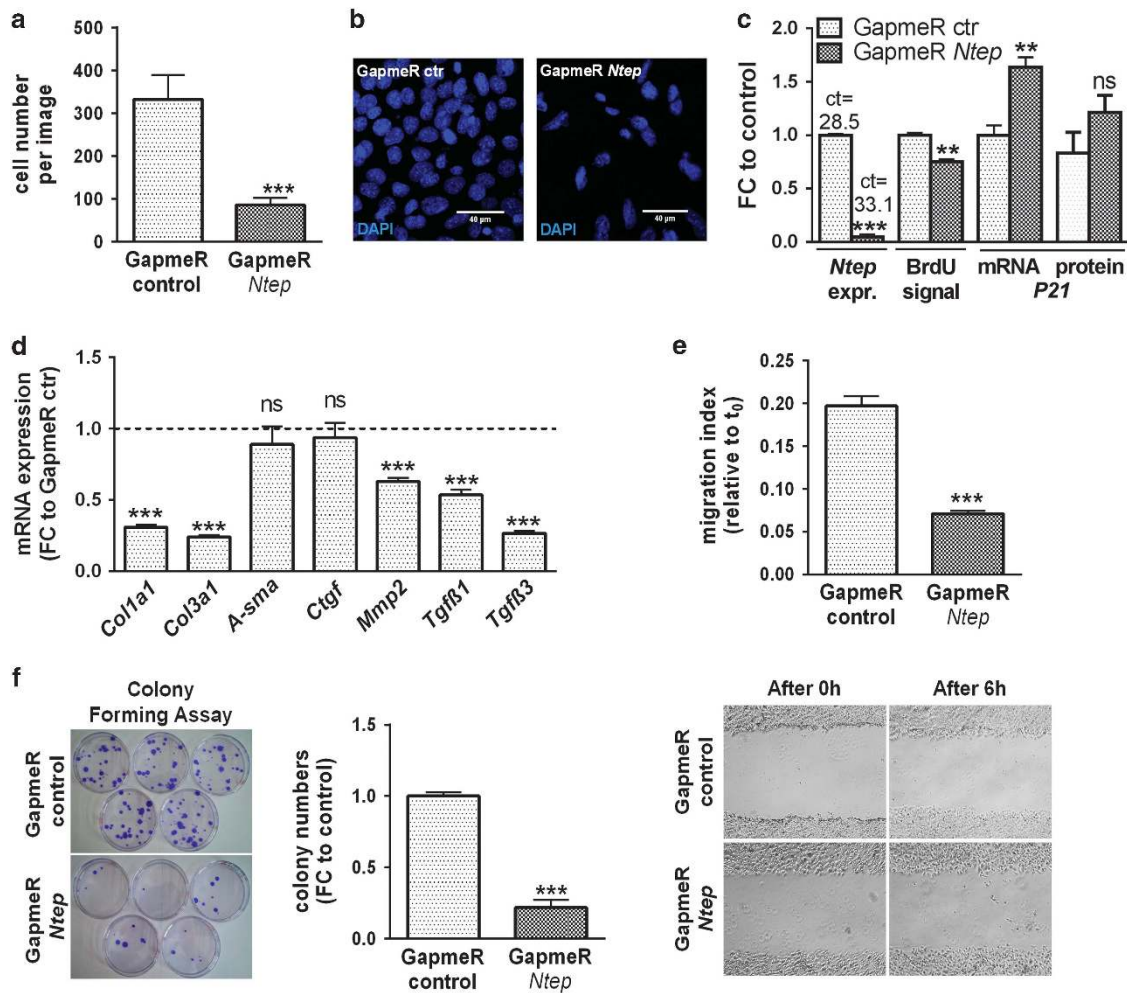 a
500
400
300
200
100
0
cell number
per image
***
GapmeR
control
GapmeR
Ntep
b
GapmeR ctr
DAPI
40 µm
GapmeR Ntep
DAPI
40 µm
c
2.0
1.5
1.0
0.5
0.0
FC to control
GapmeR ctr
GapmeR Ntep
ct=
28.5
ct=
33.1
***
**
**
ns
Ntep
expr.
BrdU
signal
mRNA
protein
P21
d
1.5
1.0
0.5
0.0
mRNA expression
(FC to GapmeR ctr)
***
***
ns
ns
***
***
***
Col1a1
Col3a1
A-sma
Ctgf
Mmp2
Tgfß1
Tgfß3
e
0.25
0.20
0.15
0.10
0.05
0.00
migration index
(relative to t0)
***
GapmeR
control
GapmeR
Ntep
f
Colony
Forming Assay
GapmeR
control
GapmeR
Ntep
1.5
1.0
0.5
0.0
colony numbers
(FC to control)
***
GapmeR
control
GapmeR
Ntep
After 0h
After 6h
GapmeR
control
GapmeR
Ntep